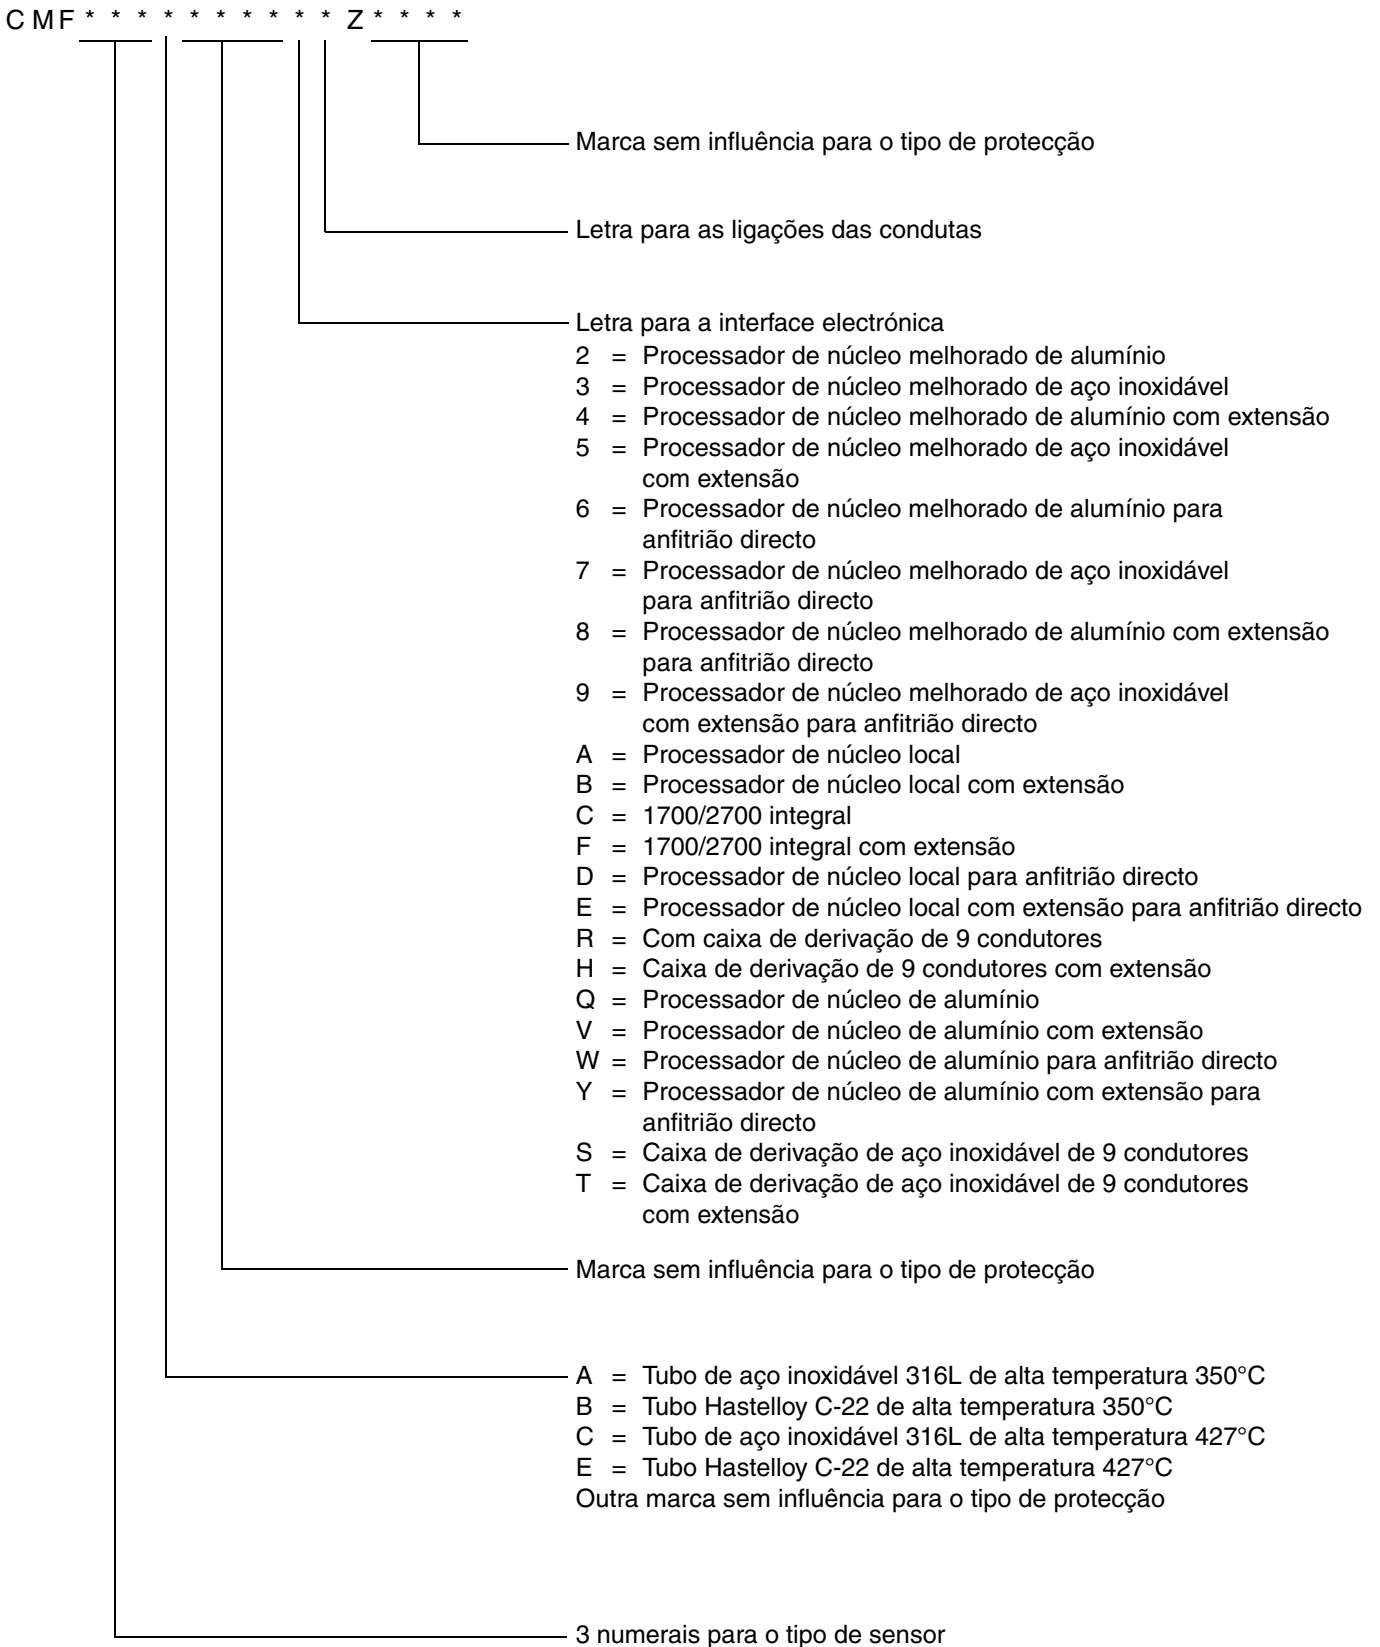 CMF * * * * * * * * * * Z * * * *
Marca sem influência para o tipo de protecção
Letra para as ligações das condutas
Letra para a interface electrónica
2 = Processador de núcleo melhorado de alumínio
3 = Processador de núcleo melhorado de aço inoxidável
4 = Processador de núcleo melhorado de alumínio com extensão
5 = Processador de núcleo melhorado de aço inoxidável
com extensão
6 = Processador de núcleo melhorado de alumínio para
anfitrião directo
7 = Processador de núcleo melhorado de aço inoxidável
para anfitrião directo
8 = Processador de núcleo melhorado de alumínio com extensão
para anfitrião directo
9 = Processador de núcleo melhorado de aço inoxidável
com extensão para anfitrião directo
A = Processador de núcleo local
B = Processador de núcleo local com extensão
C = 1700/2700 integral
F = 1700/2700 integral com extensão
D = Processador de núcleo local para anfitrião directo
E = Processador de núcleo local com extensão para anfitrião directo
R = Com caixa de derivação de 9 condutores
H = Caixa de derivação de 9 condutores com extensão
Q = Processador de núcleo de alumínio
V = Processador de núcleo de alumínio com extensão
W = Processador de núcleo de alumínio para anfitrião directo
Y = Processador de núcleo de alumínio com extensão para
anfitrião directo
S = Caixa de derivação de aço inoxidável de 9 condutores
T = Caixa de derivação de aço inoxidável de 9 condutores
com extensão
Marca sem influência para o tipo de protecção
A = Tubo de aço inoxidável 316L de alta temperatura 350°C
B = Tubo Hastelloy C-22 de alta temperatura 350°C
C = Tubo de aço inoxidável 316L de alta temperatura 427°C
E = Tubo Hastelloy C-22 de alta temperatura 427°C
Outra marca sem influência para o tipo de protecção
3 numerais para o tipo de sensor